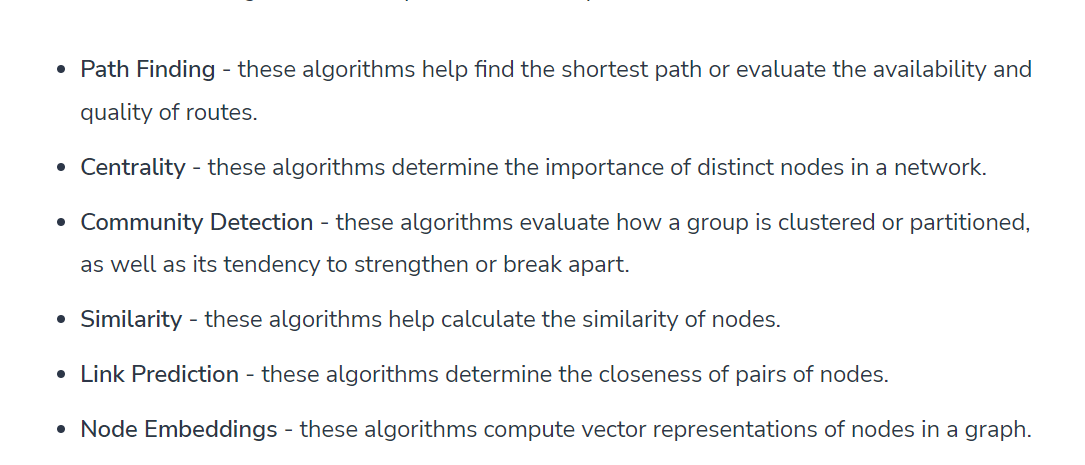 Path Finding - these algorithms help find the shortest path or evaluate the availability and
quality of routes.
Centrality - these algorithms determine the importance of distinct nodes in a network.
Community Detection - these algorithms evaluate how a group is clustered or partitioned,
as well as its tendency to strengthen or break apart.
Similarity - these algorithms help calculate the similarity of nodes.
Link Prediction - these algorithms determine the closeness of pairs of nodes.
Node Embeddings - these algorithms compute vector representations of nodes in a graph.